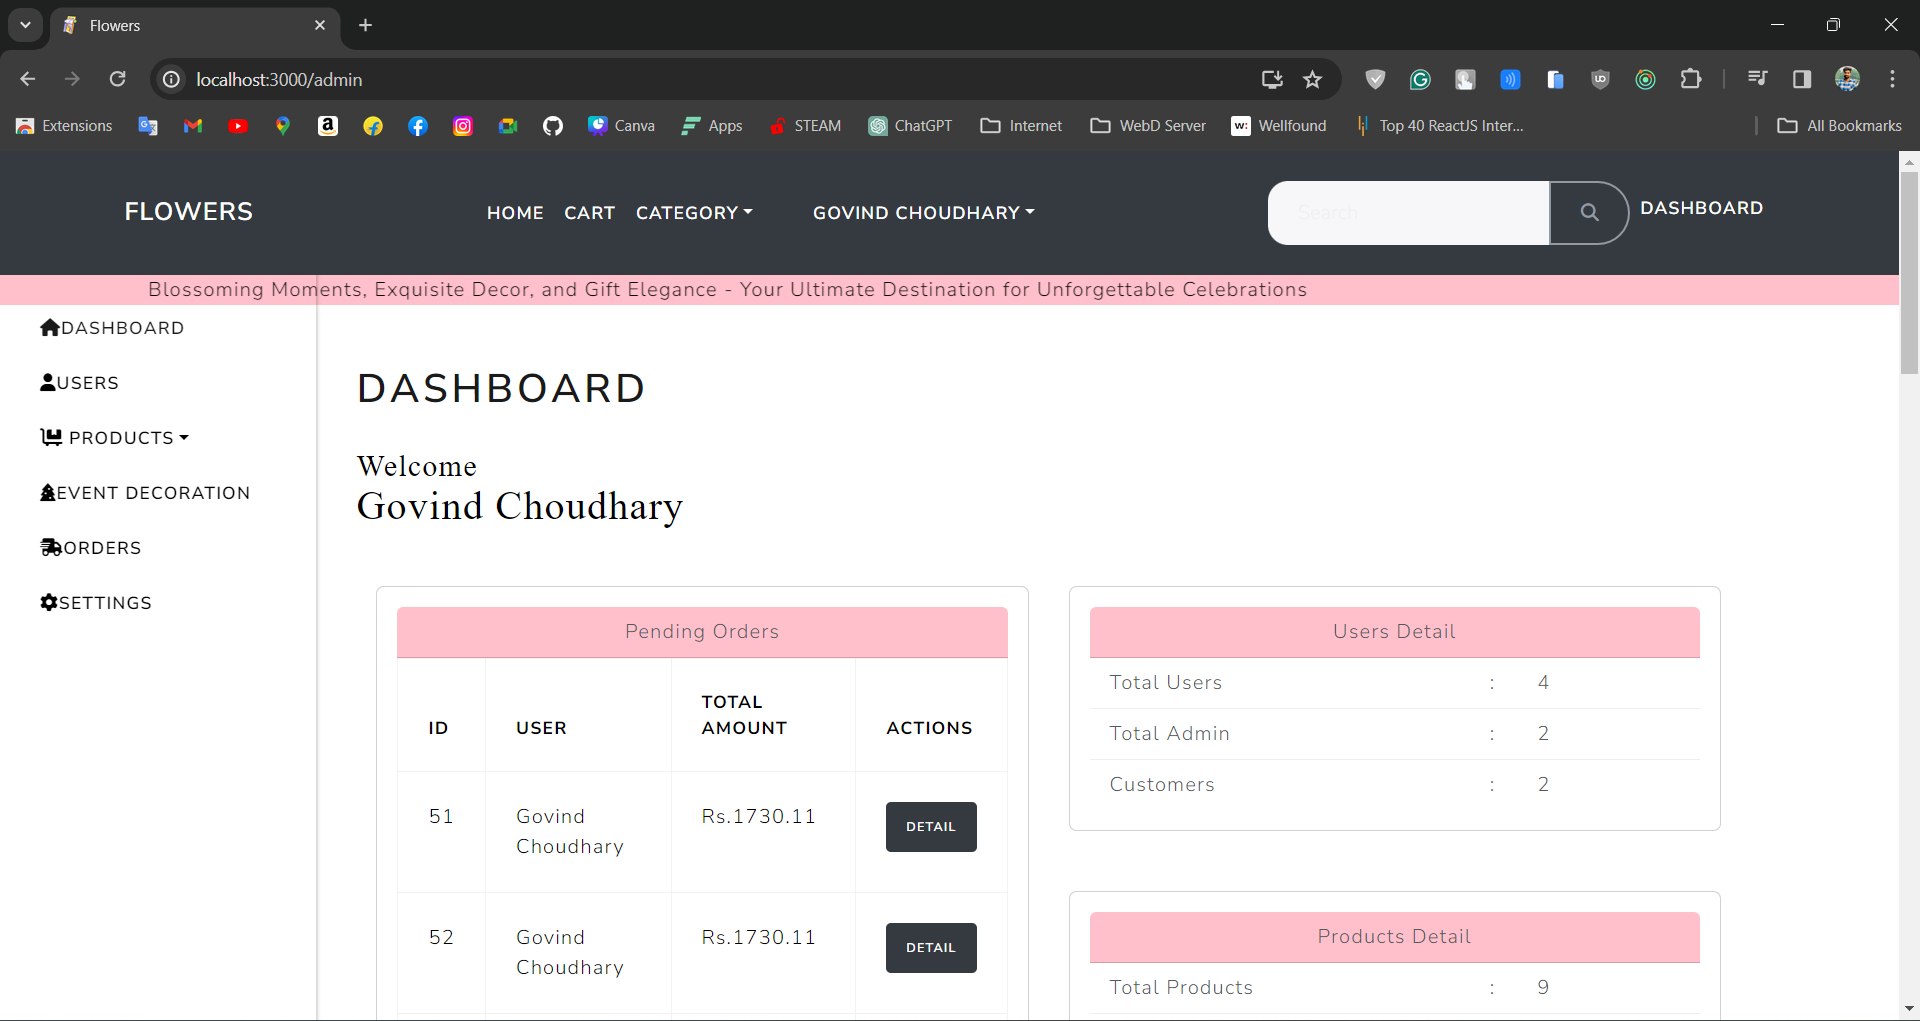 Flowers
localhost:3000/admin
Extensions
Canva
Apps
STEAM
ChatGPT
Internet
WebD Server
w:
Wellfound
Top 40 ReactJS Inter...
All Bookmarks
FLOWERS
HOME
CART
CATEGORY
GOVIND CHOUDHARY
Search
DASHBOARD
Blossoming Moments, Exquisite Decor, and Gift Elegance - Your Ultimate Destination for Unforgettable Celebrations
DASHBOARD
USERS
PRODUCTS
EVENT DECORATION
ORDERS
SETTINGS
DASHBOARD
Welcome
Govind Choudhary
Pending Orders
ID USER TOTAL AMOUNT ACTIONS
51 Govind Choudhary Rs.1730.11 DETAIL
52 Govind Choudhary Rs.1730.11 DETAIL
Users Detail
Total Users : 4
Total Admin : 2
Customers : 2
Products Detail
Total Products : 9